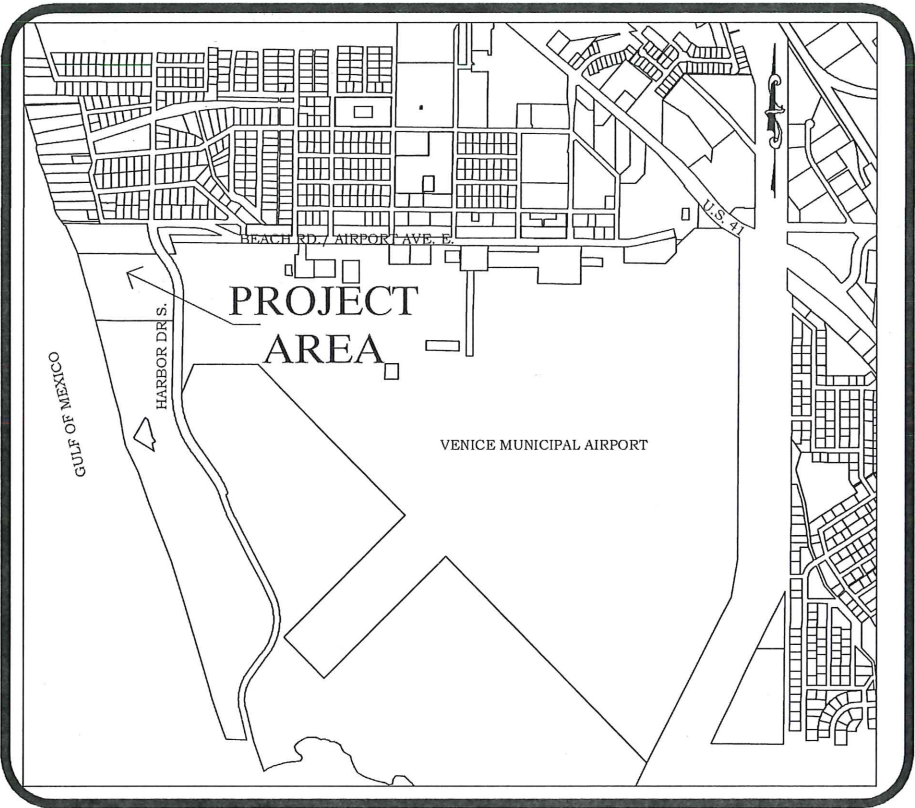 U.S. 41
BEACH RD./ AIRPORT AVE. E.
PROJECT
AREA
HARBOR DR S.
GULF OF MEXICO
VENICE MUNICIPAL AIRPORT